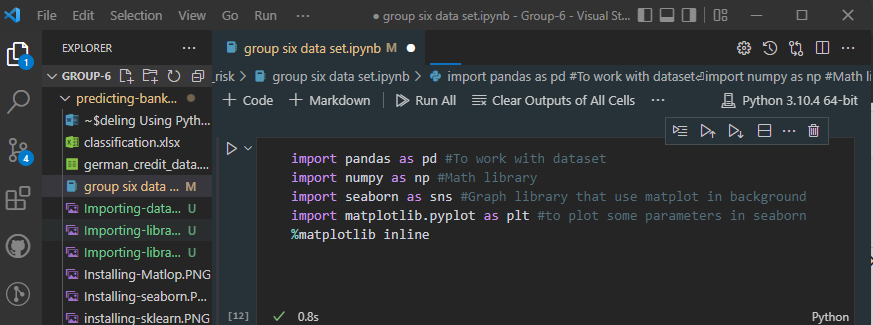 File Edit Selection View Go Run ··· ● group six data set.ipynb - Group-6 - Visual St...
EXPLORER ···
group six data set.ipynb M ●
GROUP-6
_risk > group six data set.ipynb > import pandas as pd #To work with dataset⏎import numpy as np #Math li
+ Code + Markdown Run All Clear Outputs of All Cells ··· Python 3.10.4 64-bit
predicting-bank...
~$deling Using Pyth...
classification.xlsx
german_credit_data....
group six data ... M
Importing-data... U
Importing-libra... U
Importing-libra... U
Installing-Matlop.PNG
Installing-seaborn.P...
installing-sklearn.PNG
1
4
import pandas as pd #To work with dataset
import numpy as np #Math library
import seaborn as sns #Graph library that use matplot in background
import matplotlib.pyplot as plt #to plot some parameters in seaborn
%matplotlib inline
[12] ✓ 0.8s Python